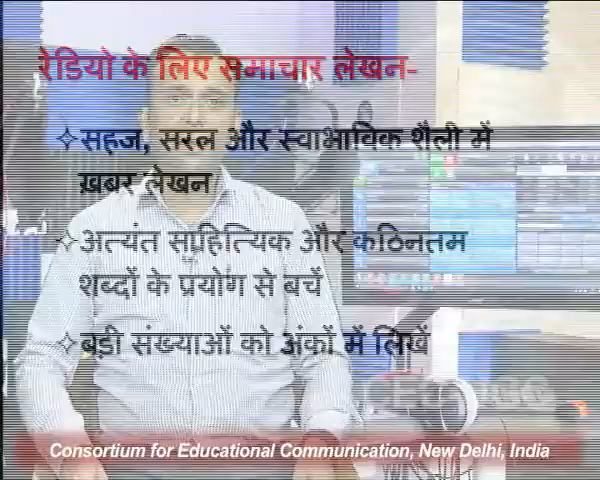 रेडियो के लिए समाचार लेखन-
सहज, सरल और स्वाभाविक शैली में
ख़बर लेखन
अत्यंत साहित्यिक और कठिनतम
शब्दों के प्रयोग से बचें
बड़ी संख्याओं को अंकों में लिखें
CEC
Consortium for Educational Communication, New Delhi, India